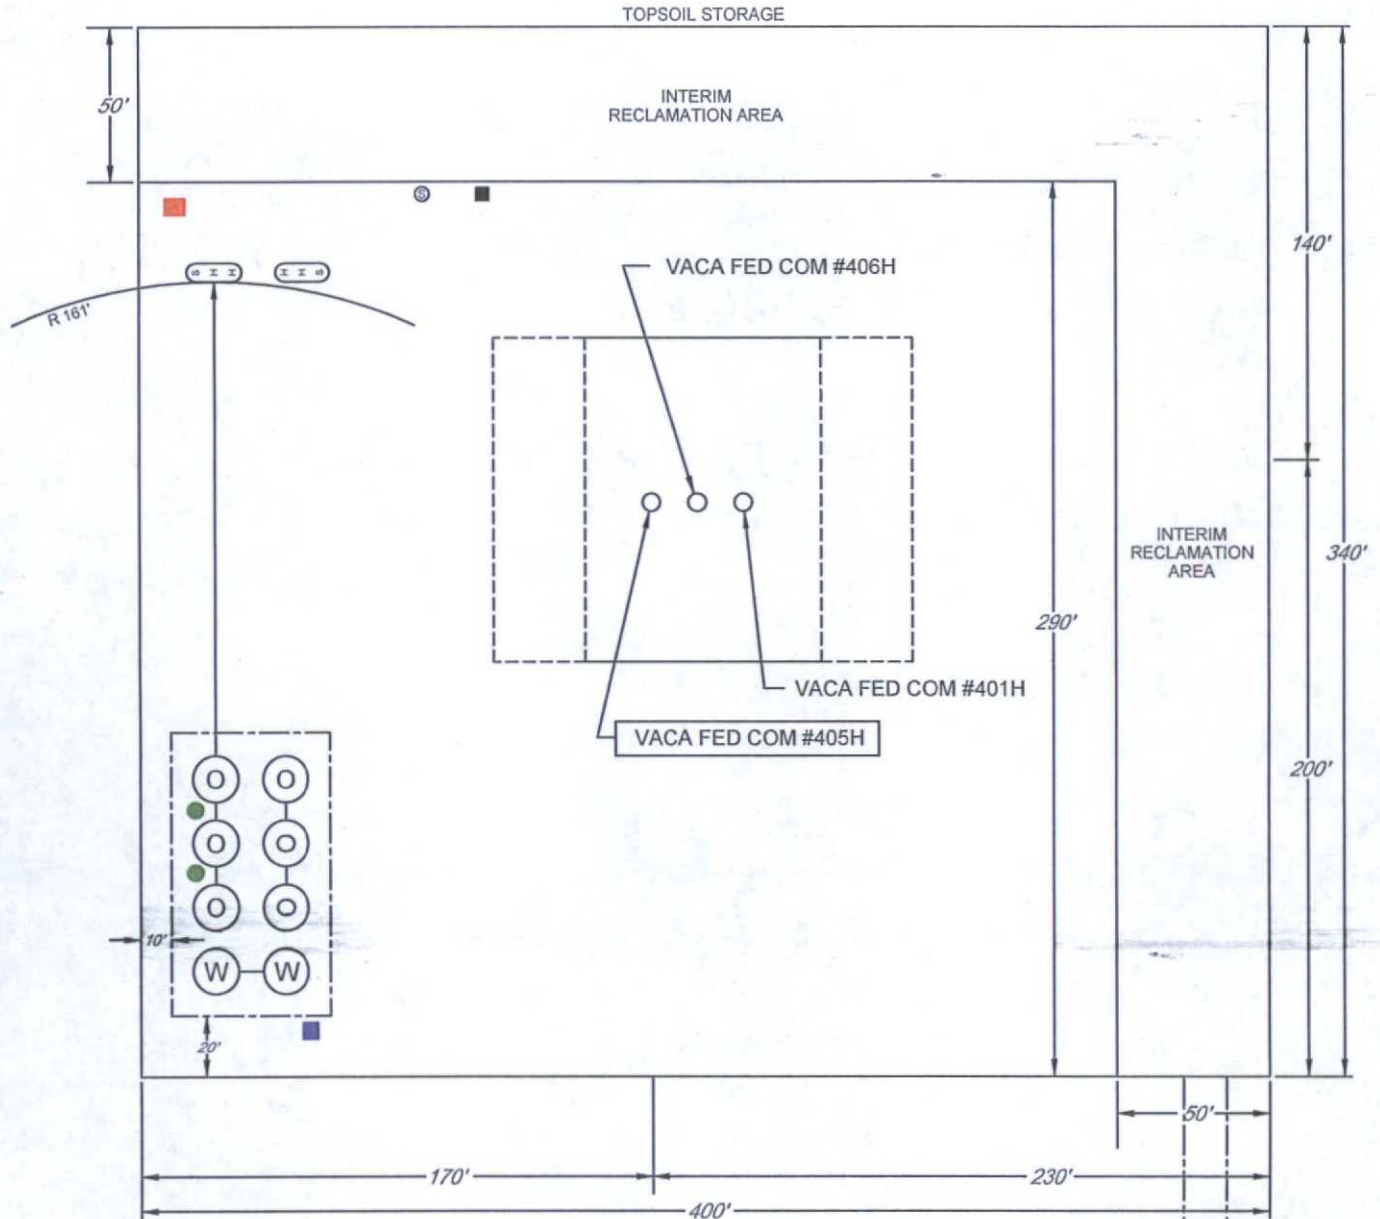 TOPSOIL STORAGE
50'
INTERIM
RECLAMATION AREA
S
140'
VACA FED COM #406H
S H H
H H S
R 161'
INTERIM
RECLAMATION
AREA
340'
290'
VACA FED COM #401H
VACA FED COM #405H
200'
O O
O O
O O
10'
W W
20'
50'
170'
230'
400'